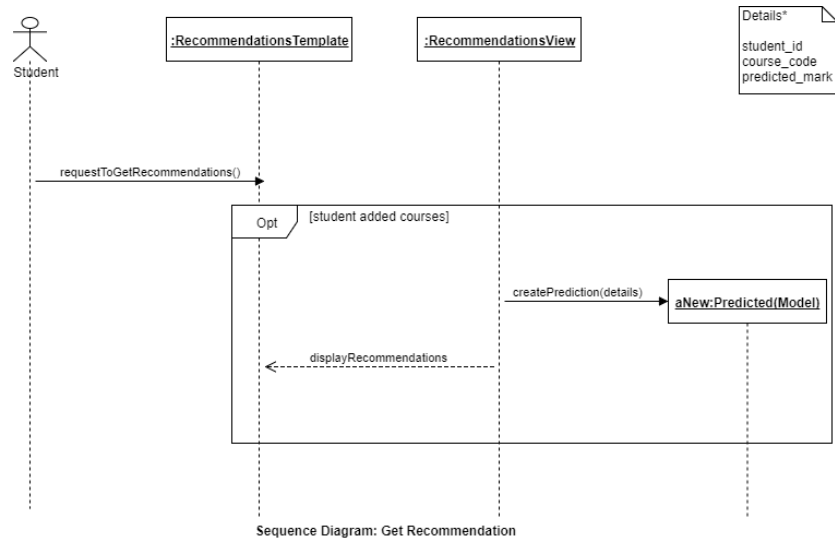 Details*
:RecommendationsTemplate
:RecommendationsView
student_id
course_code
predicted_mark
Student
requestToGetRecommendations()
Opt
[student added courses]
createPrediction(details)
aNew:Predicted(Model)
displayRecommendations
Sequence Diagram: Get Recommendation